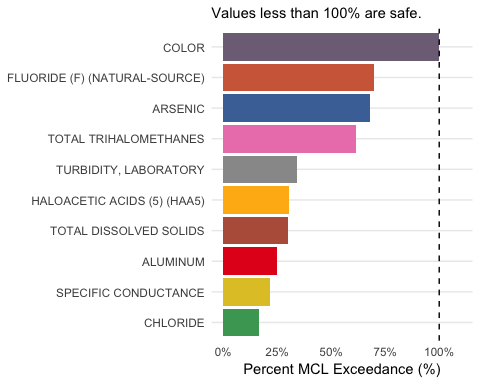 Values less than 100% are safe.
COLOR
FLUORIDE (F) (NATURAL-SOURCE)
ARSENIC
TOTAL TRIHALOMETHANES
TURBIDITY, LABORATORY
HALOACETIC ACIDS (5) (HAA5)
TOTAL DISSOLVED SOLIDS
ALUMINUM
SPECIFIC CONDUCTANCE
CHLORIDE
0% 25% 50% 75% 100%
Percent MCL Exceedance (%)